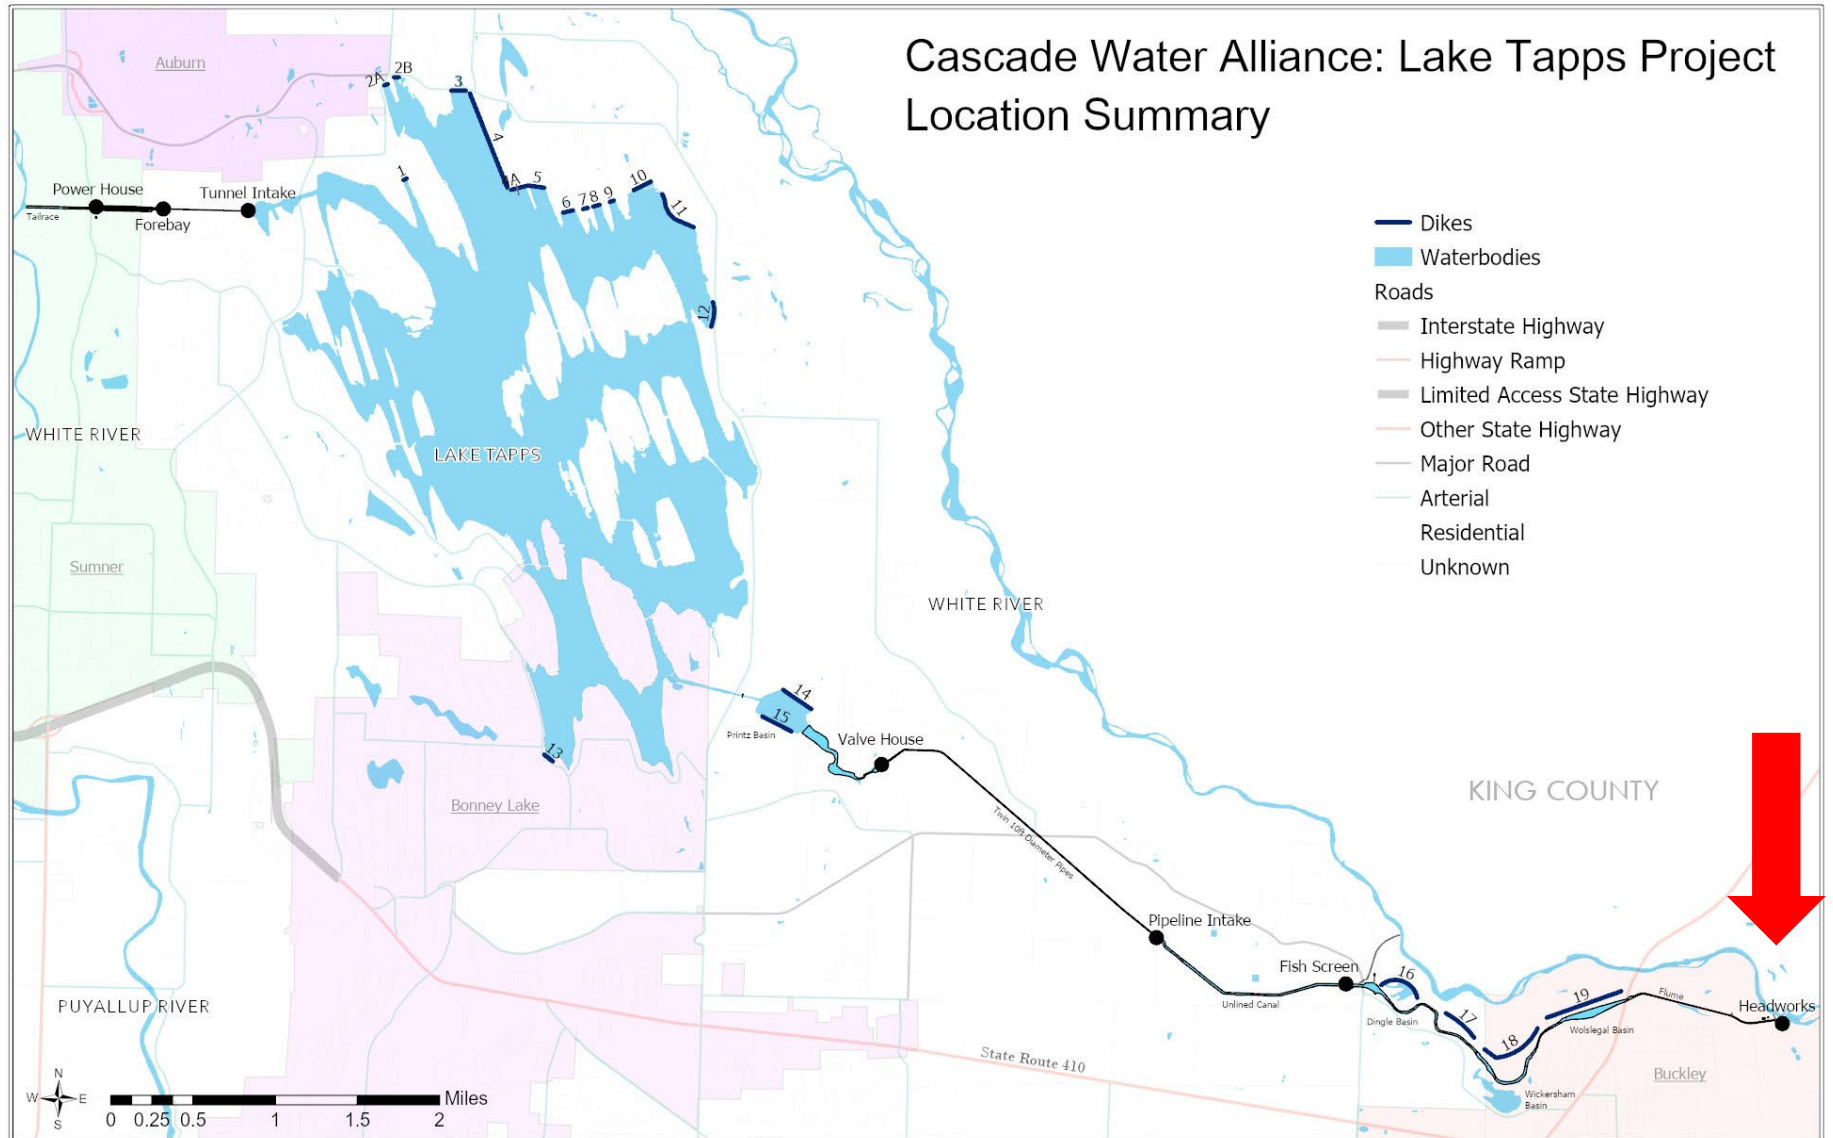 Cascade Water Alliance: Lake Tapps Project
Location Summary
Auburn
2A
2B
3
4
4A
5
1
6
7
8
9
10
11
12
Power House
Tunnel Intake
Tailrace
Forebay
Dikes
Waterbodies
Roads
Interstate Highway
Highway Ramp
Limited Access State Highway
Other State Highway
Major Road
Arterial
Residential
Unknown
WHITE RIVER
LAKE TAPPS
Sumner
WHITE RIVER
14
15
Printz Basin
Valve House
13
Bonney Lake
KING COUNTY
Twin 10ft Diameter Pipes
Pipeline Intake
Fish Screen
16
Unlined Canal
Dingle Basin
17
18
19
Wolslegal Basin
Flume
Headworks
PUYALLUP RIVER
State Route 410
Buckley
Wickersham
Basin
N
W
E
S
Miles
0 0.25 0.5 1 1.5 2